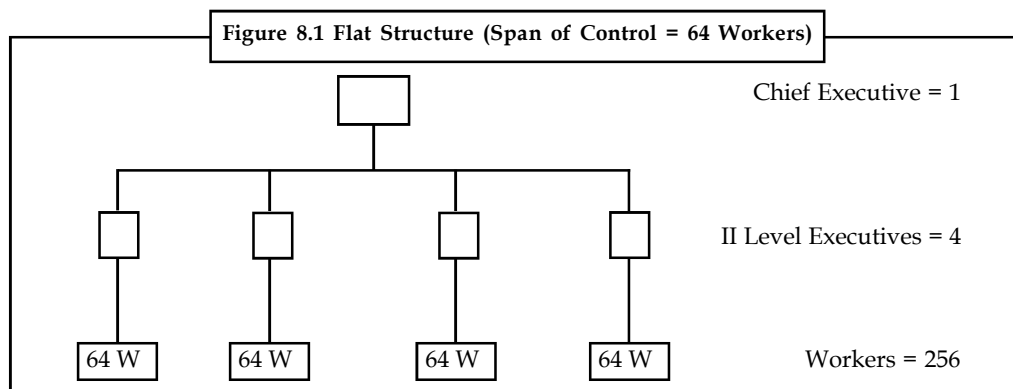 Figure 8.1 Flat Structure (Span of Control = 64 Workers)
Chief Executive = 1
II Level Executives = 4
64 W 64 W 64 W 64 W Workers = 256